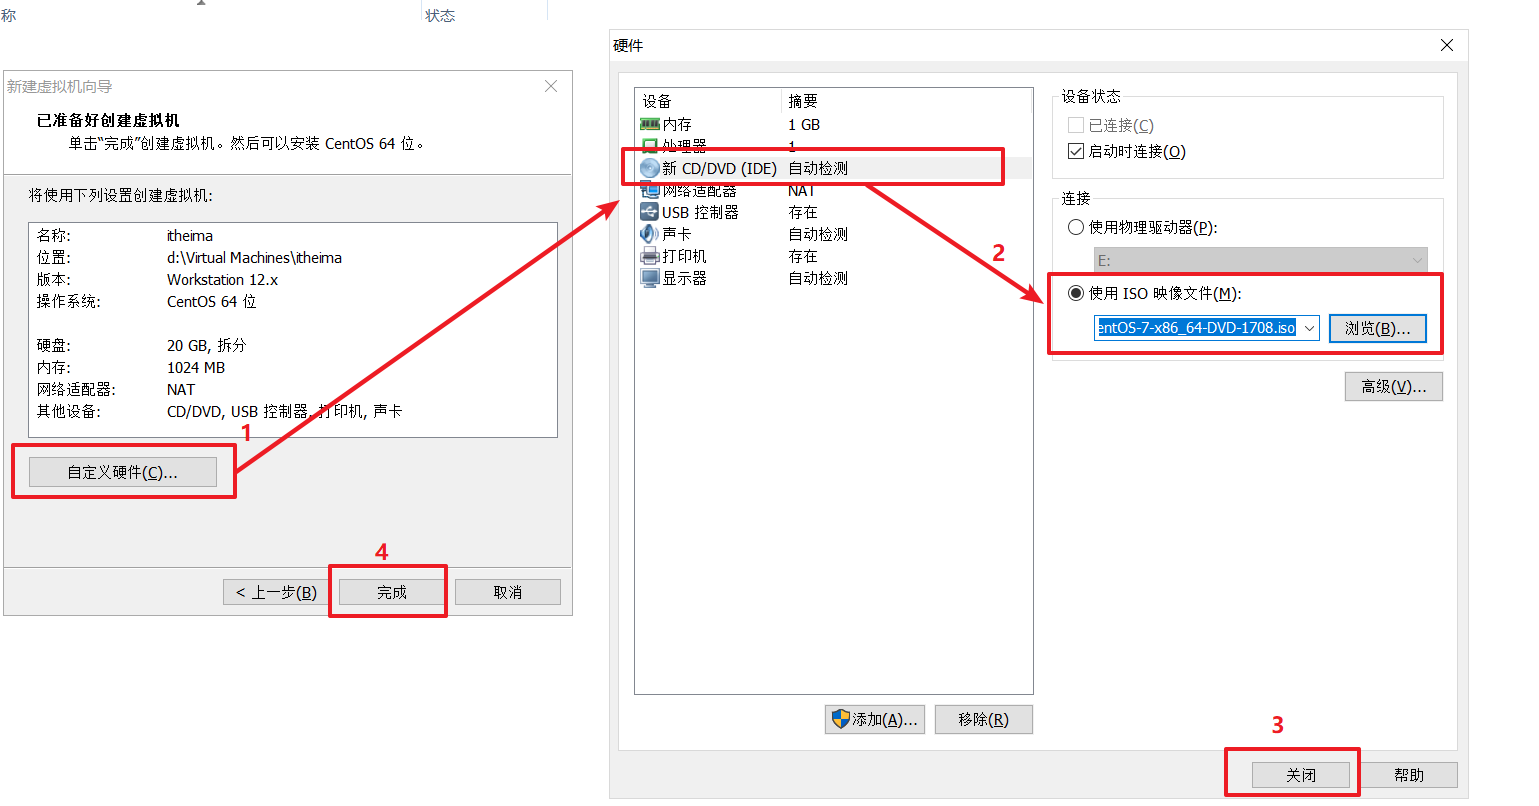 称
状态
新建虚拟机向导
已准备好创建虚拟机
单击“完成”创建虚拟机。然后可以安装 CentOS 64 位。
将使用下列设置创建虚拟机:
名称: itheima
位置: d:\Virtual Machines\itheima
版本: Workstation 12.x
操作系统: CentOS 64 位
硬盘: 20 GB, 拆分
内存: 1024 MB
网络适配器: NAT
其他设备: CD/DVD, USB 控制器, 打印机, 声卡
1
自定义硬件(C)...
4
< 上一步(B)
完成
取消
硬件
设备 摘要
内存 1 GB
处理器 1
新 CD/DVD (IDE) 自动检测
网络适配器 NAT
USB 控制器 存在
声卡 自动检测
打印机 存在
显示器 自动检测
2
添加(A)...
移除(R)
设备状态
已连接(C)
启动时连接(O)
连接
使用物理驱动器(P):
E:
使用 ISO 映像文件(M):
entOS-7-x86_64-DVD-1708.iso
浏览(B)...
高级(V)...
3
关闭
帮助